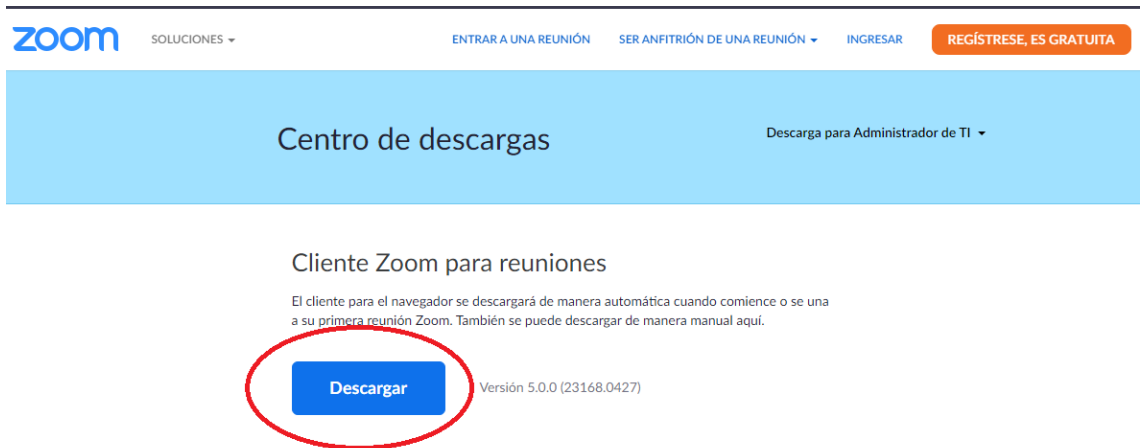 zoom SOLUCIONES ENTRAR A UNA REUNIÓN SER ANFITRIÓN DE UNA REUNIÓN INGRESAR REGÍSTRESE, ES GRATUITA
Centro de descargas Descarga para Administrador de TI
Cliente Zoom para reuniones
El cliente para el navegador se descargará de manera automática cuando comience o se una
a su primera reunión Zoom. También se puede descargar de manera manual aquí.
Descargar Versión 5.0.0 (23168.0427)